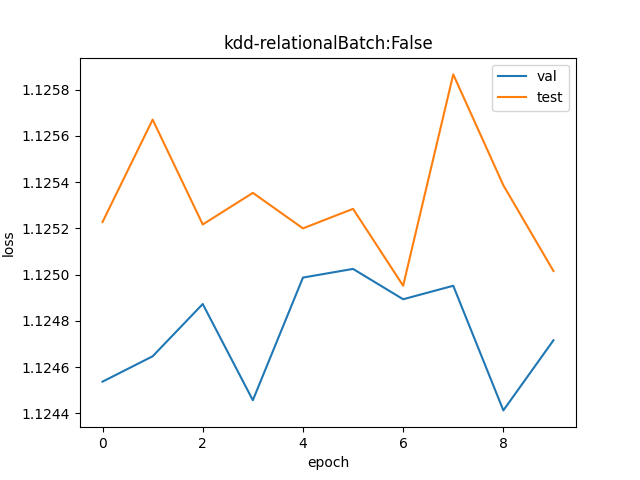 kdd-relationalBatch:False
val
test
1.1258
1.1256
1.1254
1.1252
1.1250
1.1248
1.1246
1.1244
loss
0 2 4 6 8
epoch